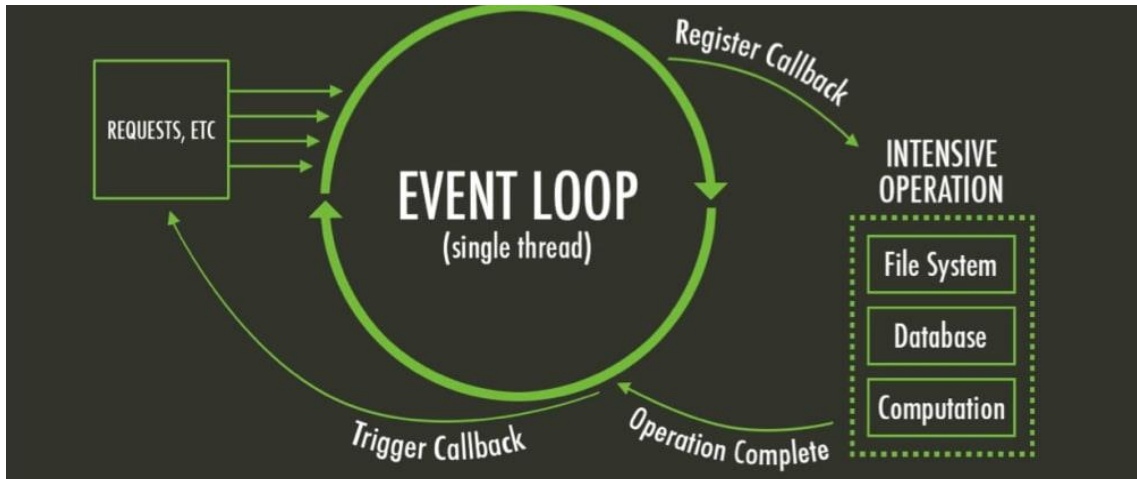 REQUESTS, ETC
Register Callback
EVENT LOOP
(single thread)
INTENSIVE
OPERATION
File System
Database
Computation
Operation Complete
Trigger Callback